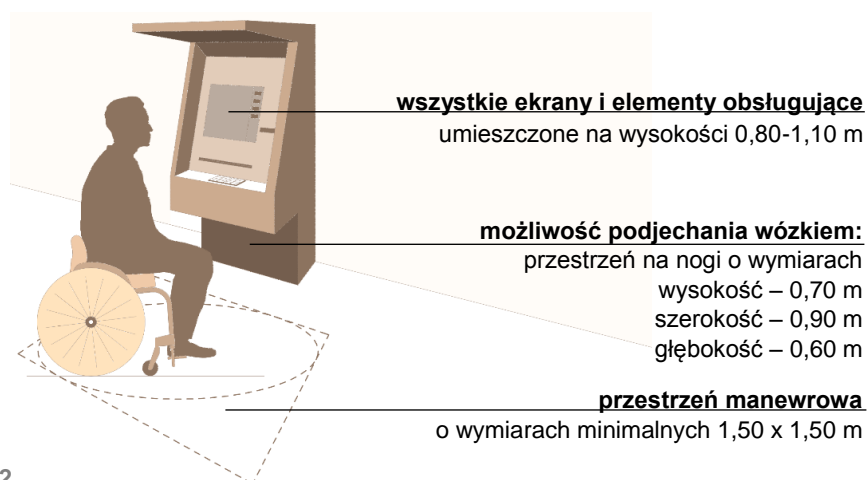 wszystkie ekrany i elementy obsługujące
umieszczone na wysokości 0,80-1,10 m
możliwość podjechania wózkiem:
przestrzeń na nogi o wymiarach
wysokość – 0,70 m
szerokość – 0,90 m
głębokość – 0,60 m
przestrzeń manewrowa
o wymiarach minimalnych 1,50 x 1,50 m
2